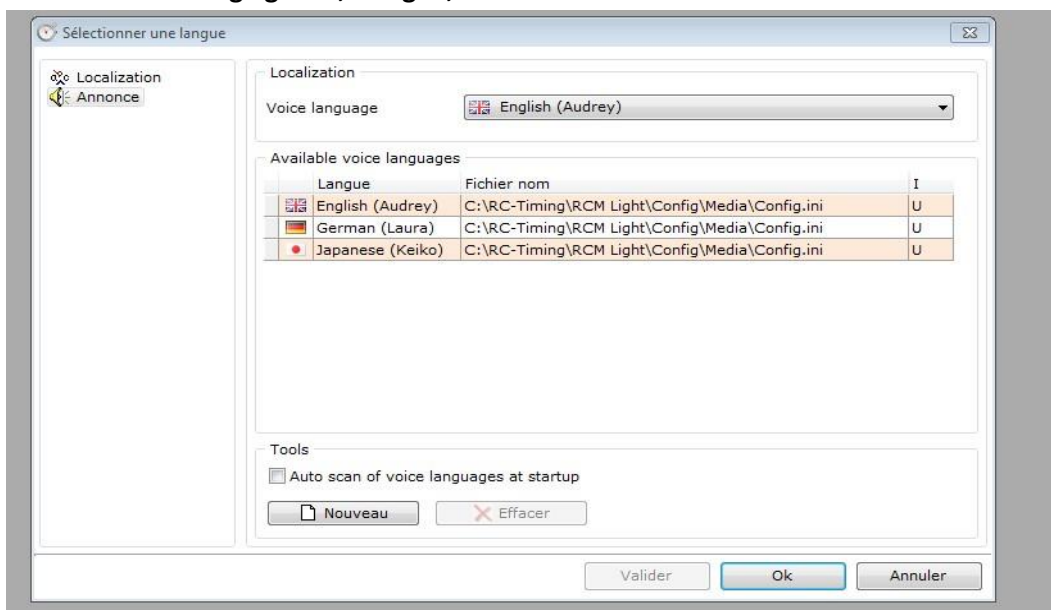 Sélectionner une langue
Localization
Annonce
Localization
Voice language English (Audrey)
Available voice languages
Langue Fichier nom I
English (Audrey) C:\RC-Timing\RCM Light\Config\Media\Config.ini U
German (Laura) C:\RC-Timing\RCM Light\Config\Media\Config.ini U
Japanese (Keiko) C:\RC-Timing\RCM Light\Config\Media\Config.ini U
Tools
Auto scan of voice languages at startup
Nouveau Effacer
Valider Ok Annuler